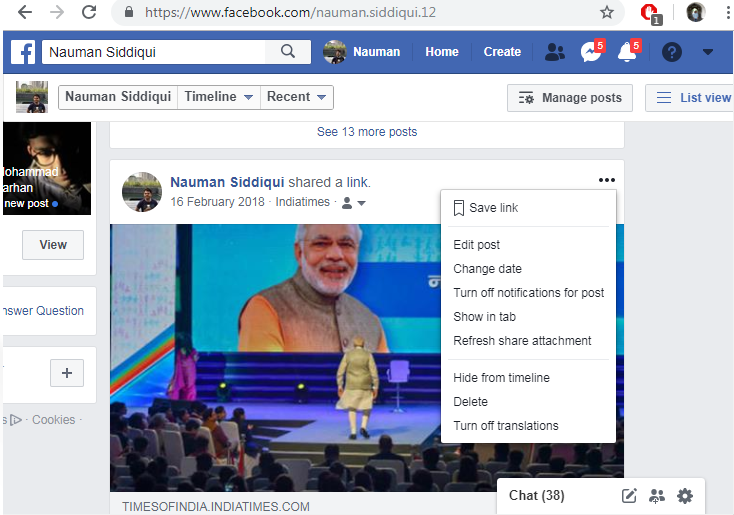 https://www.facebook.com/nauman.siddiqui.12
1
f Nauman Siddiqui Nauman Home Create 5 5 ?
Nauman Siddiqui Timeline Recent Manage posts List view
See 13 more posts
ohammad
arhan
new post
View
nswer Question
+
s · Cookies ·
Nauman Siddiqui shared a link.
16 February 2018 · Indiatimes ·
Save link
Edit post
Change date
Turn off notifications for post
Show in tab
Refresh share attachment
Hide from timeline
Delete
Turn off translations
TIMESOFINDIA.INDIATIMES.COM
Chat (38)